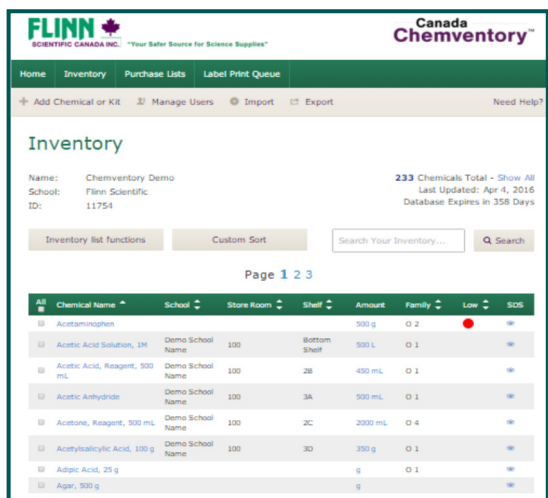 FLINN
SCIENTIFIC CANADA INC.
"Your Safer Source for Science Supplies"
Canada
Chemventory™
Home Inventory Purchase Lists Label Print Queue
Add Chemical or Kit Manage Users Import Export Need Help?
Inventory
Name: Chemventory Demo
School: Flinn Scientific
ID: 11754
233 Chemicals Total - Show All
Last Updated: Apr 4, 2016
Database Expires in 358 Days
Inventory list functions Custom Sort Search Your Inventory... Search
Page 1 2 3
All Chemical Name School Store Room Shelf Amount Family Low SDS
Acetaminophen 500 g O 2
Acetic Acid Solution, 1M Demo School Name 100 Bottom Shelf 500 L O 1
Acetic Acid, Reagent, 500 mL Demo School Name 100 2B 450 mL O 1
Acetic Anhydride Demo School Name 100 3A 500 mL O 1
Acetone, Reagent, 500 mL Demo School Name 100 2C 2000 mL O 4
Acetylsalicylic Acid, 100 g Demo School Name 100 3D 350 g O 1
Adipic Acid, 25 g g O 1
Agar, 500 g g